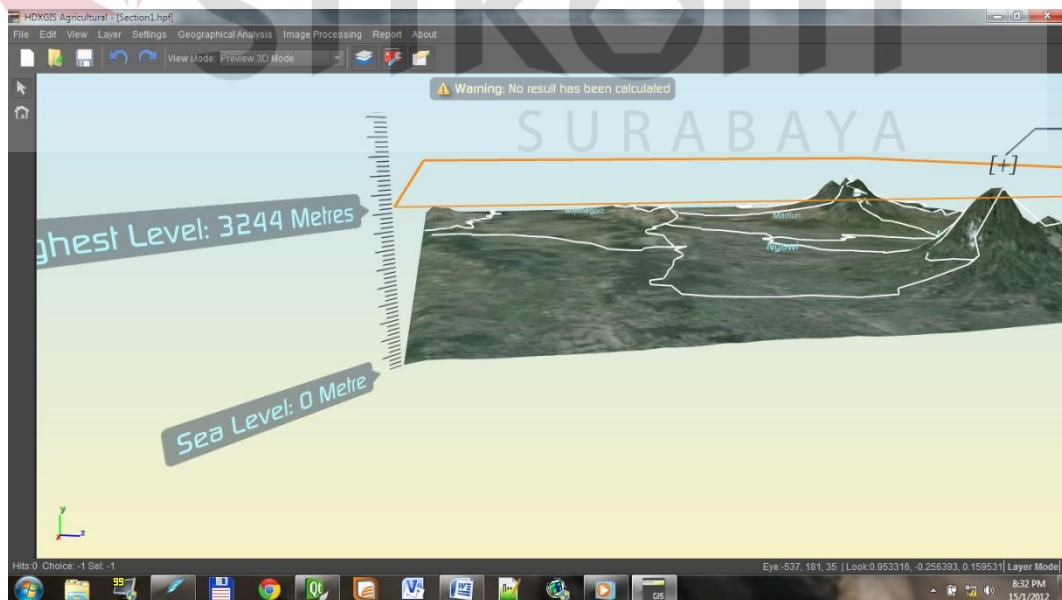 HDXGIS Agricultural - [Section1.hpf]
File Edit View Layer Settings Geographical Analysis Image Processing Report About
View Mode: Preview 3D Mode
Warning: No result has been calculated
SURABAYA
[+]
ghest Level: 3244 Metres
Madiun
Ngawi
Sea Level: 0 Metre
y
z
Hits:0 Choice: -1 Sel: -1
Eye:-537, 181, 35 | Look:0.953316, -0.256393, 0.159531| Layer Mode
99
Qt
GIS
8:32 PM
15/1/2012